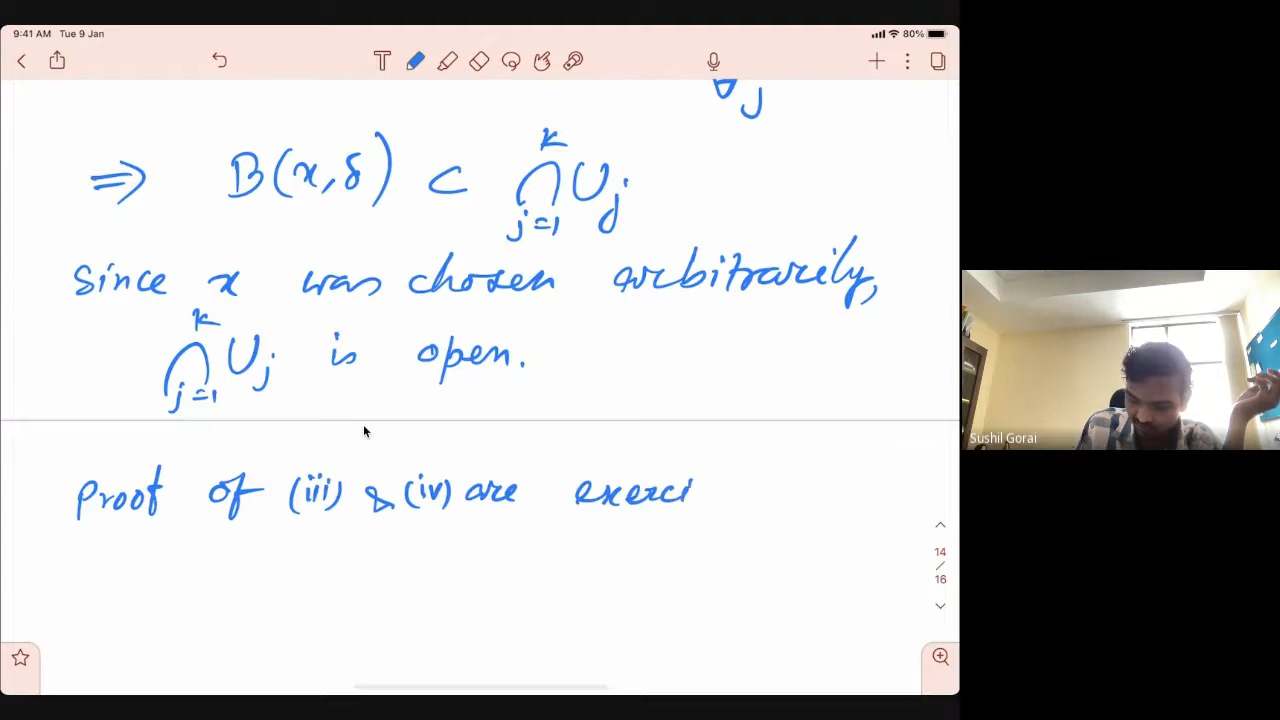 9:41 AM Tue 9 Jan
80%
∀ j
⇒ B(x, δ) ⊂ ⋂_{j=1}^{k} U_j
Since x was chosen arbitrarily,
⋂_{j=1}^{k} U_j is open.
Sushil Gorai
Proof of (iii) & (iv) are exerci
14
/
16